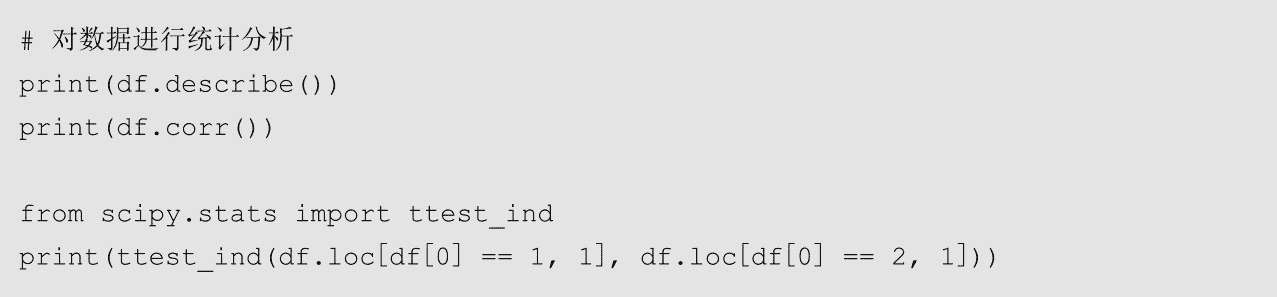 # 对数据进行统计分析
print(df.describe())
print(df.corr())
from scipy.stats import ttest_ind
print(ttest_ind(df.loc[df[0] == 1, 1], df.loc[df[0] == 2, 1]))